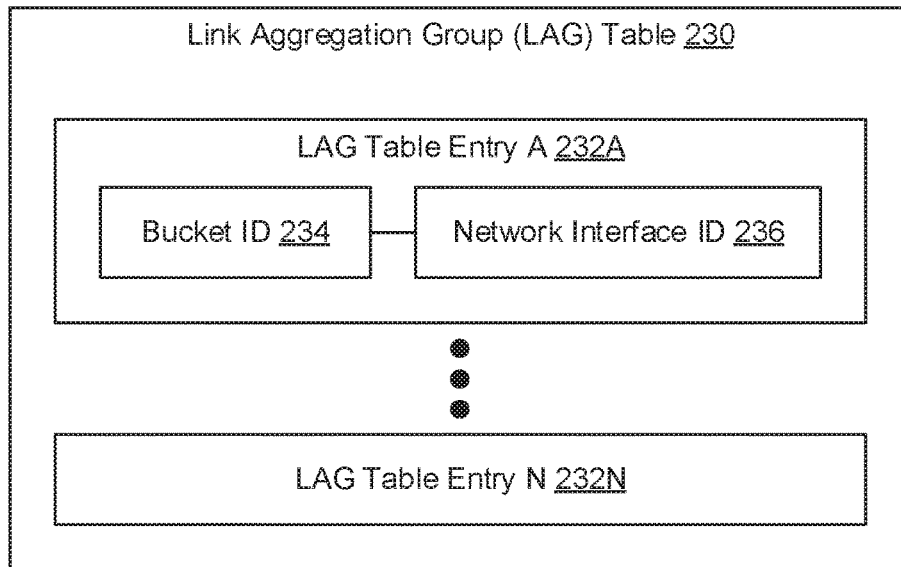 Link Aggregation Group (LAG) Table 230
LAG Table Entry A 232A
Bucket ID 234
Network Interface ID 236
LAG Table Entry N 232N